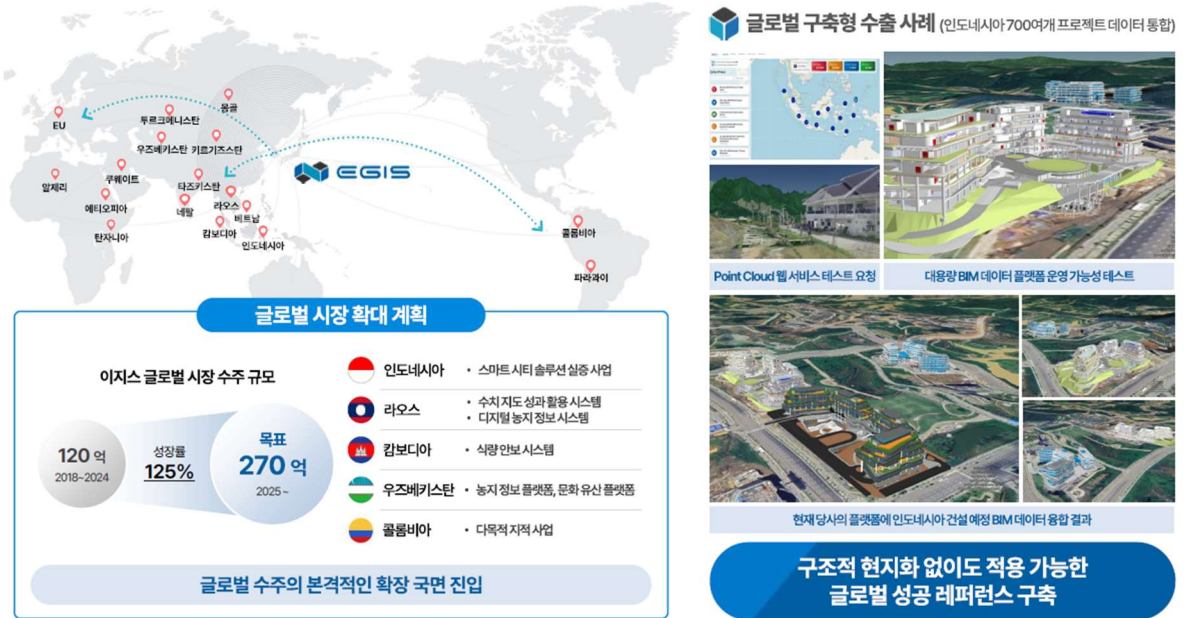 몽골
EU
투르크메니스탄
우즈베키스탄
키르기즈스탄
알제리
쿠웨이트
타즈키스탄
에티오피아
네팔
라오스
베트남
탄자니아
캄보디아
인도네시아
EGIS
콜롬비아
파라과이
글로벌 시장 확대 계획
이지스 글로벌 시장 수주 규모
120 억
2018~2024
성장률
125%
목표
270 억
2025 ~
인도네시아 • 스마트 시티 솔루션 실증 사업
라오스 • 수치 지도 성과 활용 시스템
• 디지털 농지 정보 시스템
캄보디아 • 식량 안보 시스템
우즈베키스탄 • 농지 정보 플랫폼, 문화 유산 플랫폼
콜롬비아 • 다목적 지적 사업
글로벌 수주의 본격적인 확장 국면 진입
글로벌 구축형 수출 사례 (인도네시아 700여개 프로젝트 데이터 통합)
Point Cloud 웹 서비스 테스트 요청
대용량 BIM 데이터 플랫폼 운영 가능성 테스트
현재 당사의 플랫폼에 인도네시아 건설 예정 BIM 데이터 융합 결과
구조적 현지화 없이도 적용 가능한
글로벌 성공 레퍼런스 구축